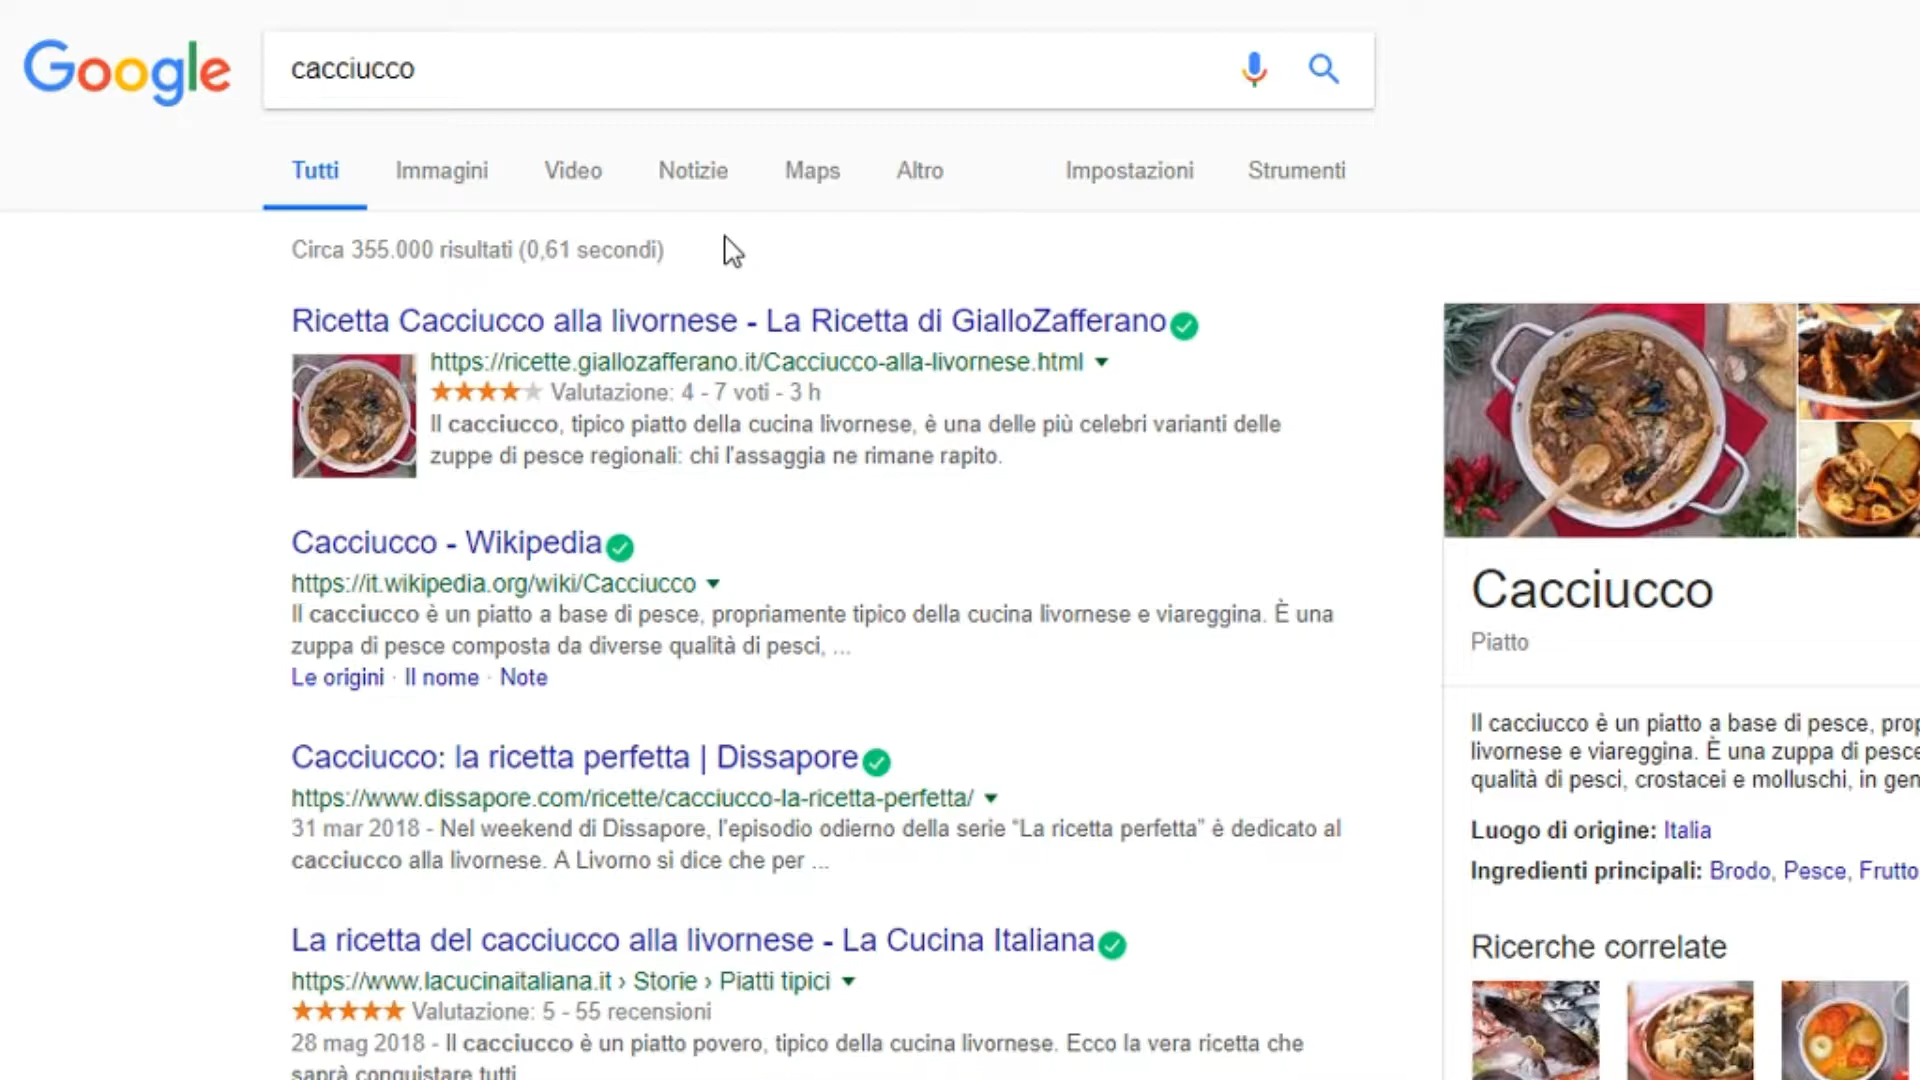 Google
cacciucco
Tutti Immagini Video Notizie Maps Altro Impostazioni Strumenti
Circa 355.000 risultati (0,61 secondi)
Ricetta Cacciucco alla livornese - La Ricetta di GialloZafferano
https://ricette.giallozafferano.it/Cacciucco-alla-livornese.html
Valutazione: 4 - 7 voti - 3 h
Il cacciucco, tipico piatto della cucina livornese, è una delle più celebri varianti delle
zuppe di pesce regionali: chi l'assaggia ne rimane rapito.
Cacciucco - Wikipedia
https://it.wikipedia.org/wiki/Cacciucco
Il cacciucco è un piatto a base di pesce, propriamente tipico della cucina livornese e viareggina. È una
zuppa di pesce composta da diverse qualità di pesci, ...
Le origini · Il nome · Note
Cacciucco: la ricetta perfetta | Dissapore
https://www.dissapore.com/ricette/cacciucco-la-ricetta-perfetta/
31 mar 2018 - Nel weekend di Dissapore, l'episodio odierno della serie “La ricetta perfetta” è dedicato al
cacciucco alla livornese. A Livorno si dice che per ...
La ricetta del cacciucco alla livornese - La Cucina Italiana
https://www.lacucinaitaliana.it › Storie › Piatti tipici
Valutazione: 5 - 55 recensioni
28 mag 2018 - Il cacciucco è un piatto povero, tipico della cucina livornese. Ecco la vera ricetta che
saprà conquistare tutti
Cacciucco
Piatto
Il cacciucco è un piatto a base di pesce, prop
livornese e viareggina. È una zuppa di pesce
qualità di pesci, crostacei e molluschi, in gen
Luogo di origine: Italia
Ingredienti principali: Brodo, Pesce, Frutto
Ricerche correlate